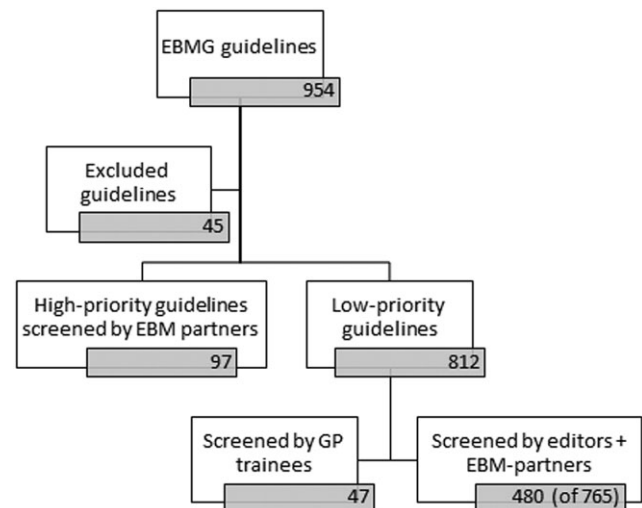 EBMG guidelines
954
Excluded
guidelines
45
High-priority guidelines
screened by EBM partners
97
Low-priority
guidelines
812
Screened by GP
trainees
47
Screened by editors +
EBM-partners
480 (of 765)